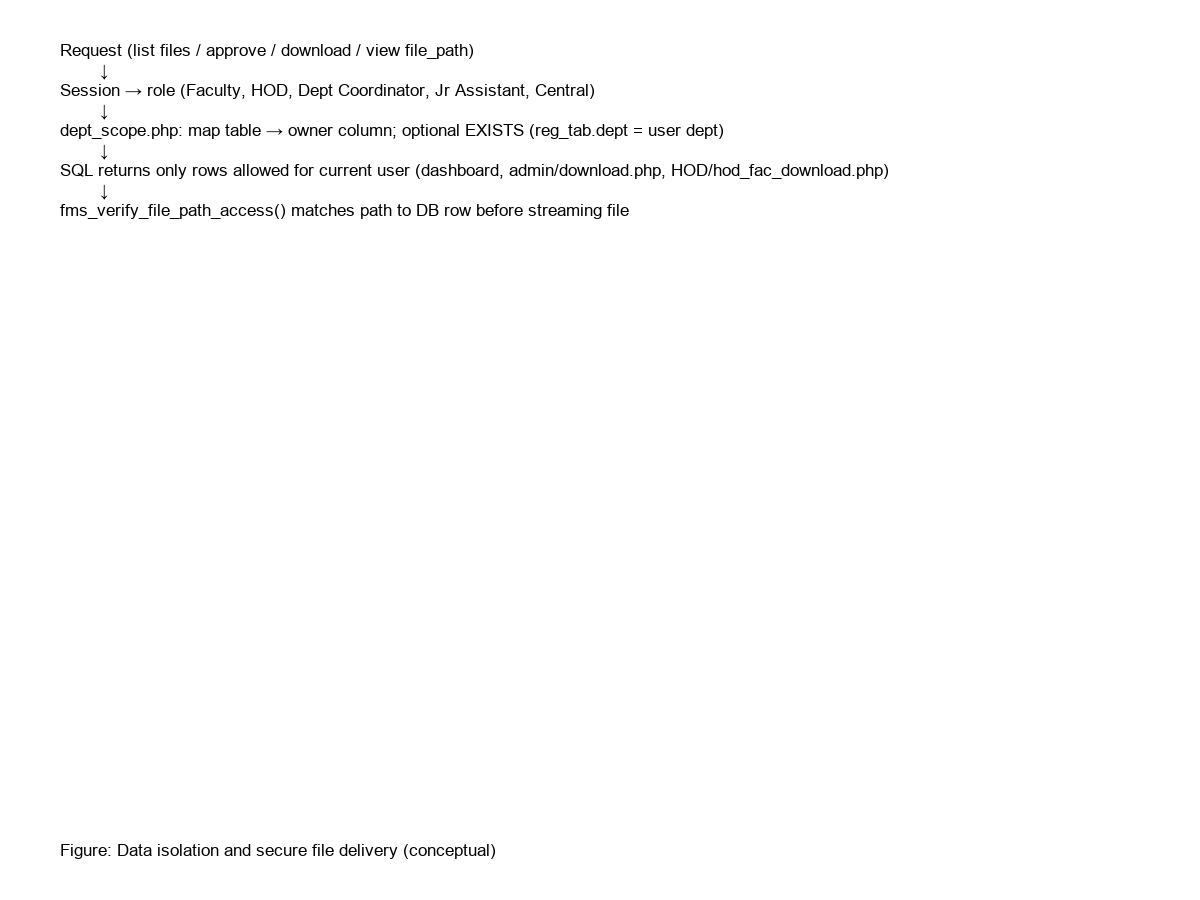 Request (list files / approve / download / view file_path)
↓
Session → role (Faculty, HOD, Dept Coordinator, Jr Assistant, Central)
↓
dept_scope.php: map table → owner column; optional EXISTS (reg_tab.dept = user dept)
↓
SQL returns only rows allowed for current user (dashboard, admin/download.php, HOD/hod_fac_download.php)
↓
fms_verify_file_path_access() matches path to DB row before streaming file
Figure: Data isolation and secure file delivery (conceptual)